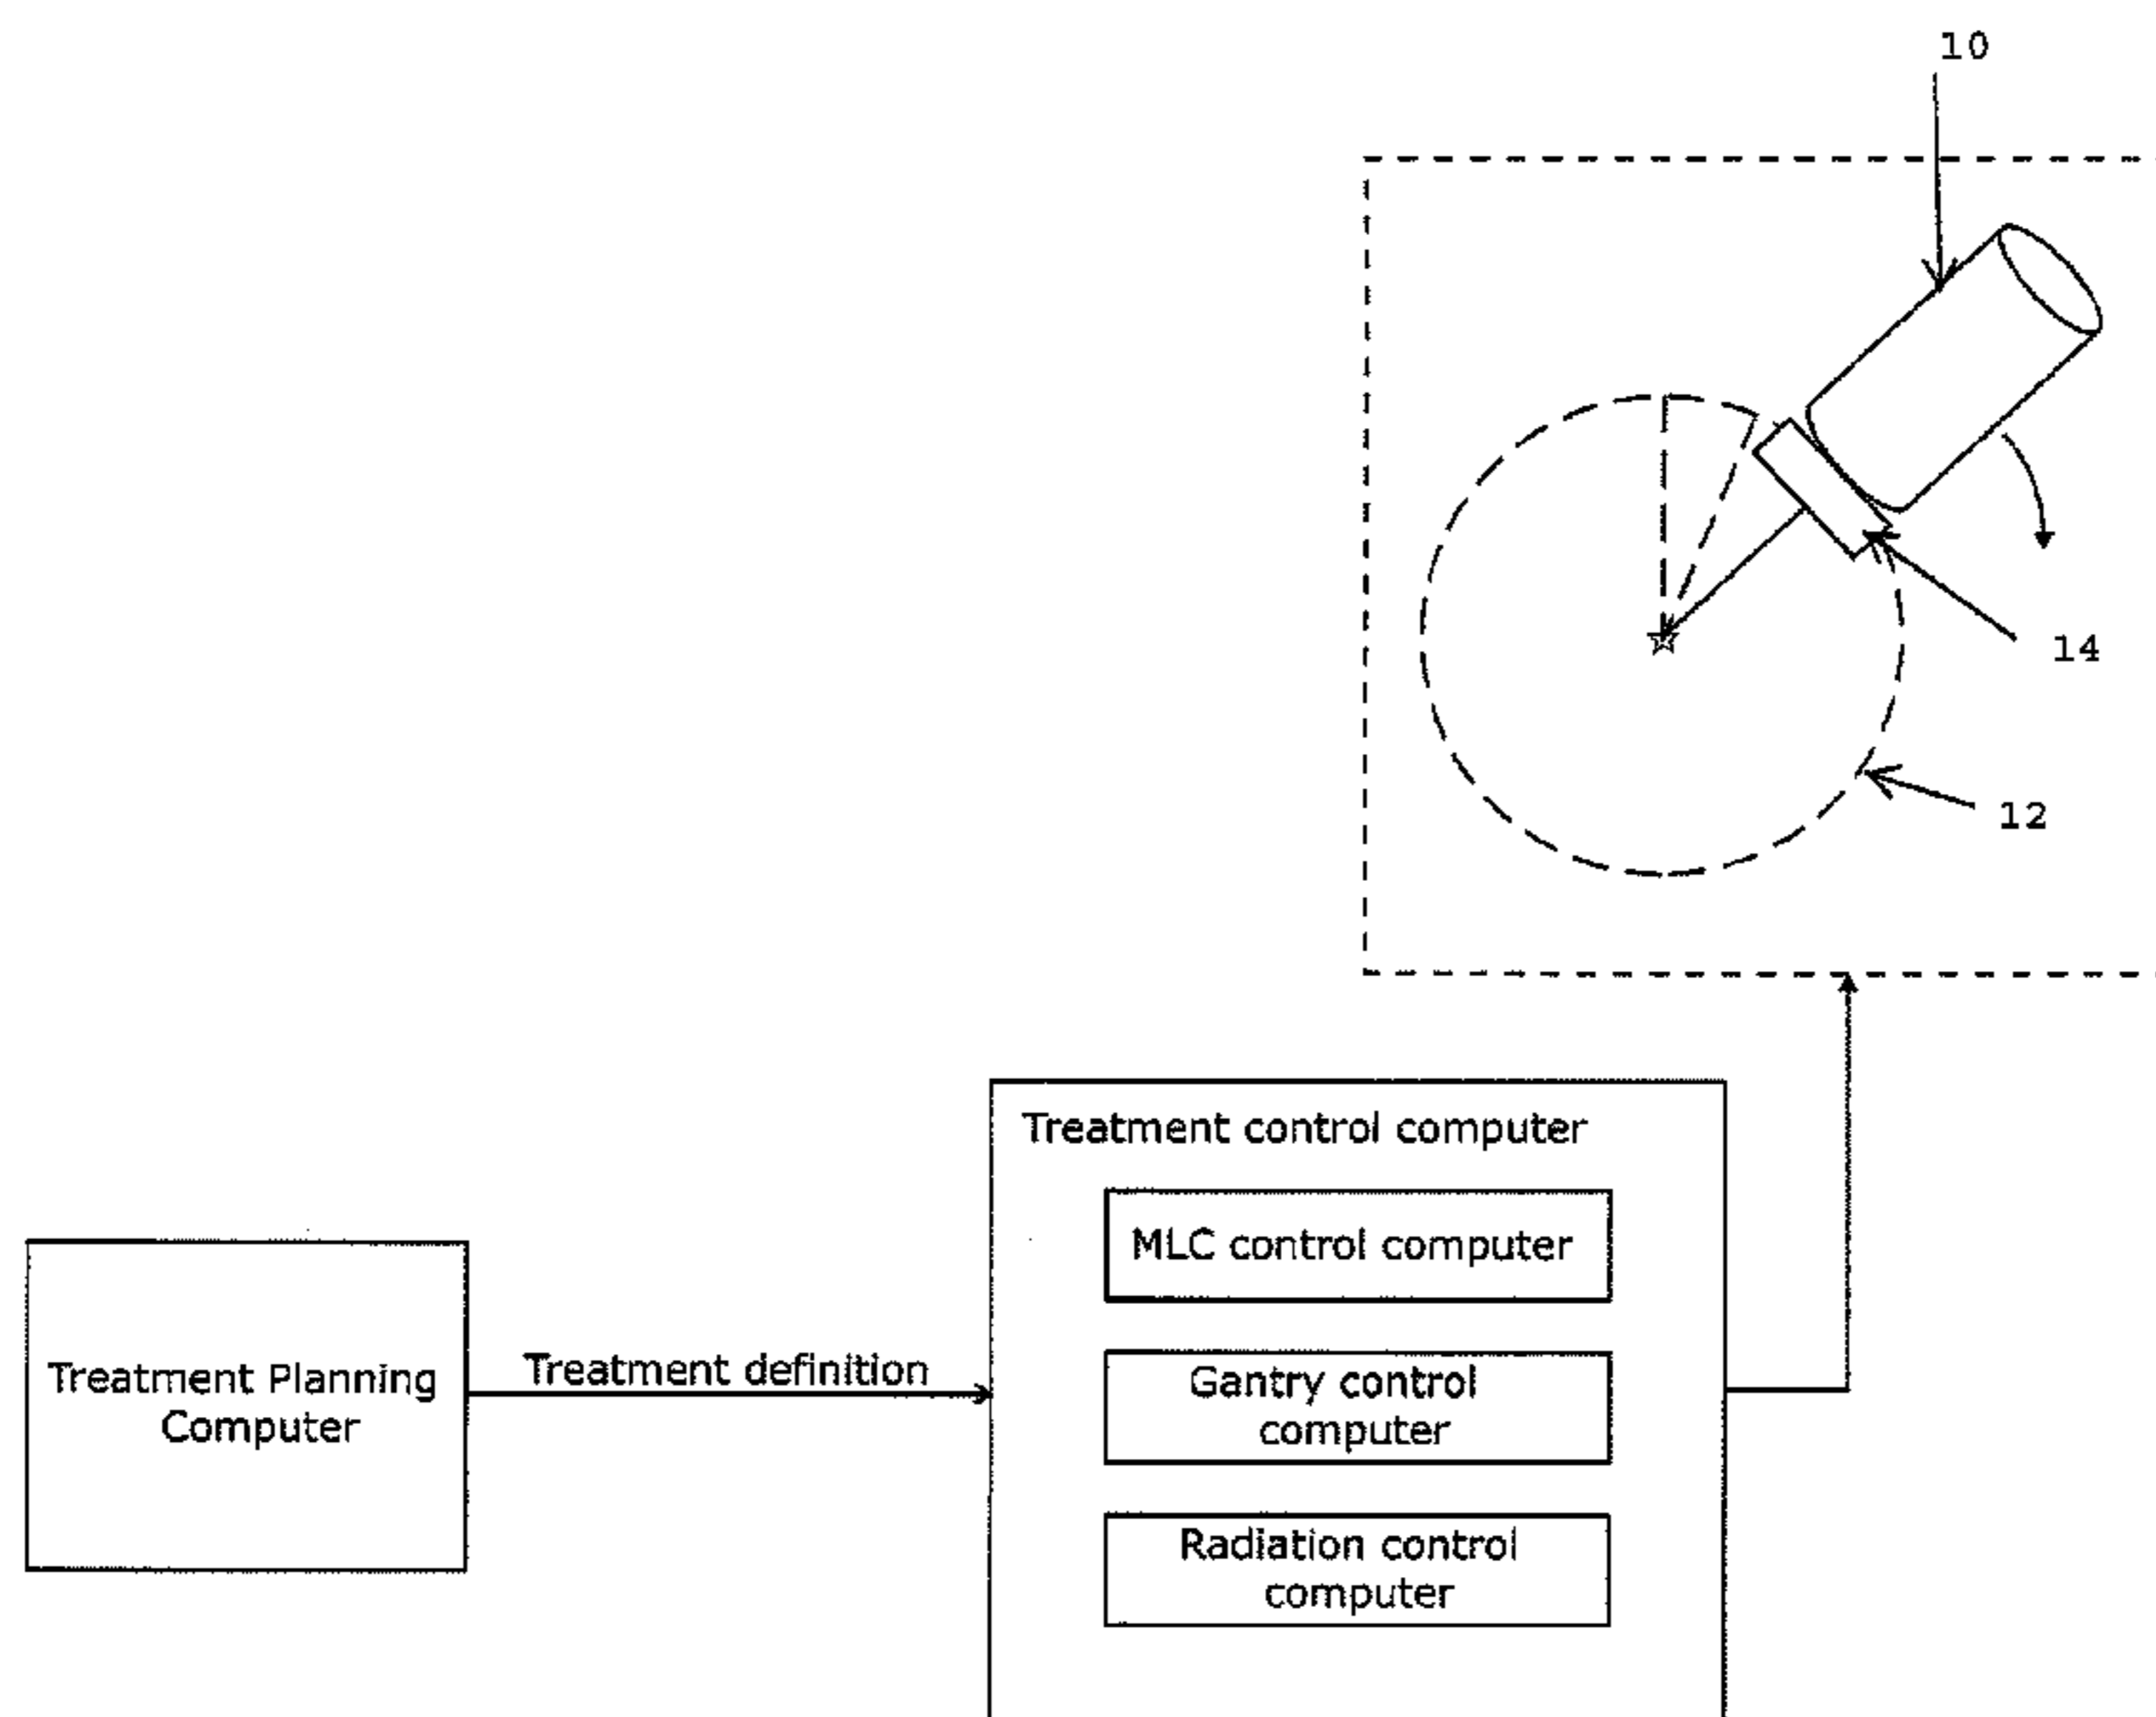 10
14
12
Treatment control computer
MLC control computer
Treatment Planning
Computer
Treatment definition
Gantry control
computer
Radiation control
computer